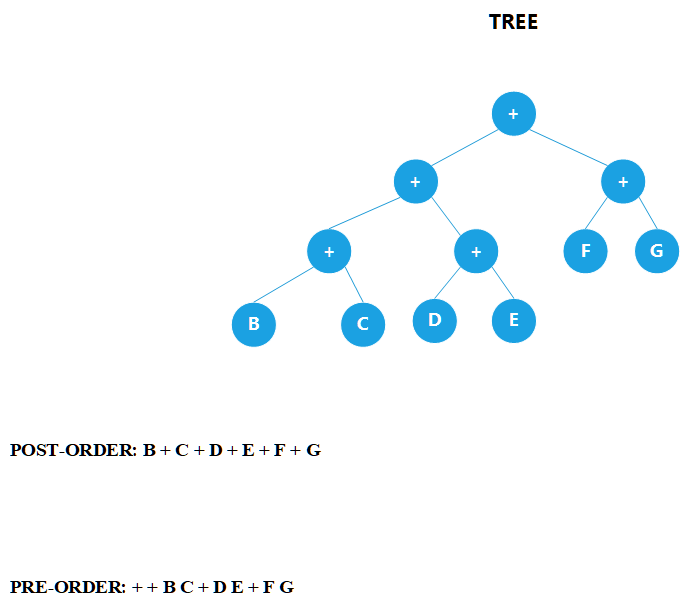 TREE
+
+ +
+ + F G
B C D E
POST-ORDER: B + C + D + E + F + G
PRE-ORDER: + + B C + D E + F G